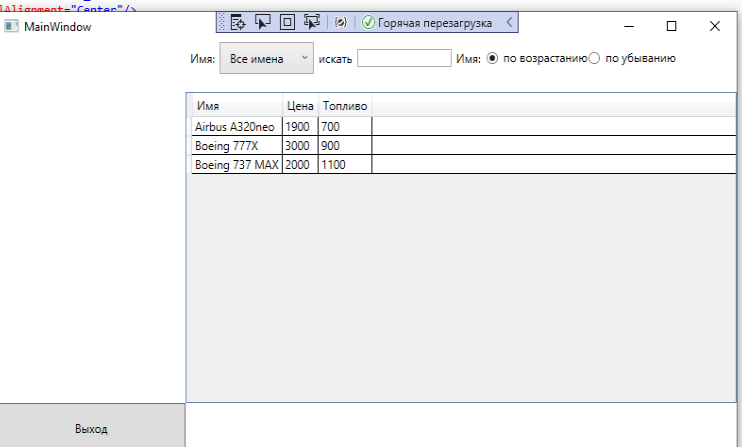 lAlignment="Center"/>
MainWindow
Горячая перезагрузка
Имя: Все имена искать Имя: по возрастанию по убыванию
Имя Цена Топливо
Airbus A320neo 1900 700
Boeing 777X 3000 900
Boeing 737 MAX 2000 1100
Выход